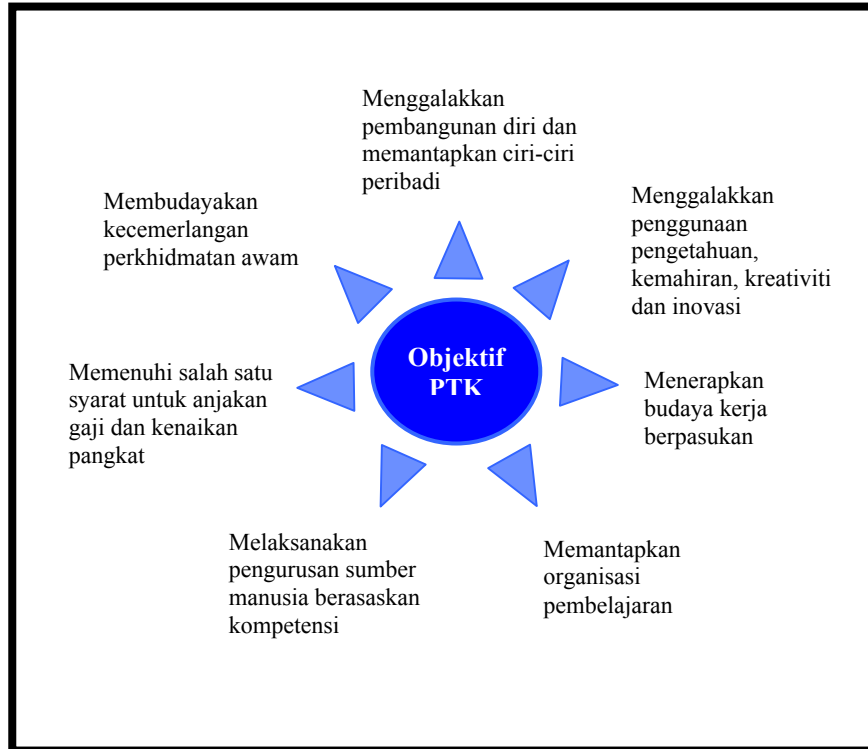 Menggalakkan
pembangunan diri dan
memantapkan ciri-ciri
peribadi
Menggalakkan
penggunaan
pengetahuan,
kemahiran, kreativiti
dan inovasi
Membudayakan
kecemerlangan
perkhidmatan awam
Objektif
PTK
Memenuhi salah satu
syarat untuk anjakan
gaji dan kenaikan
pangkat
Menerapkan
budaya kerja
berpasukan
Melaksanakan
pengurusan sumber
manusia berasaskan
kompetensi
Memantapkan
organisasi
pembelajaran